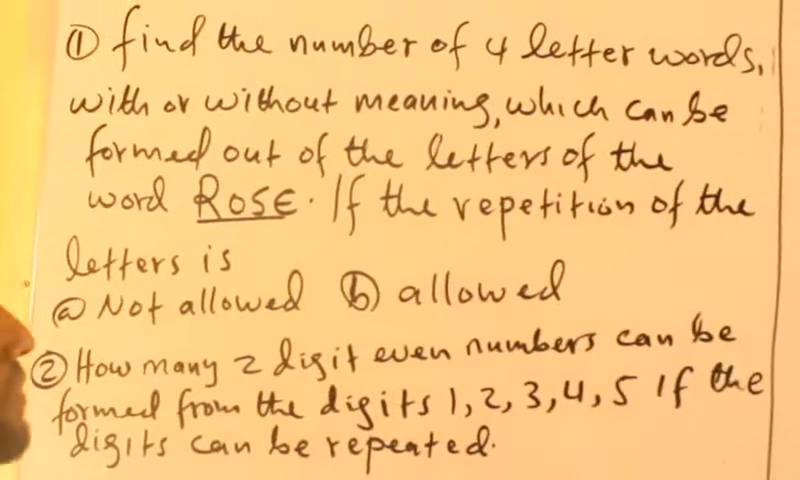 ① find the number of 4 letter words,
with or without meaning, which can be
formed out of the letters of the
word ROSE. If the repetition of the
letters is
ⓐ Not allowed ⓑ allowed
② How many 2 digit even numbers can be
formed from the digits 1, 2, 3, 4, 5 If the
digits can be repeated.